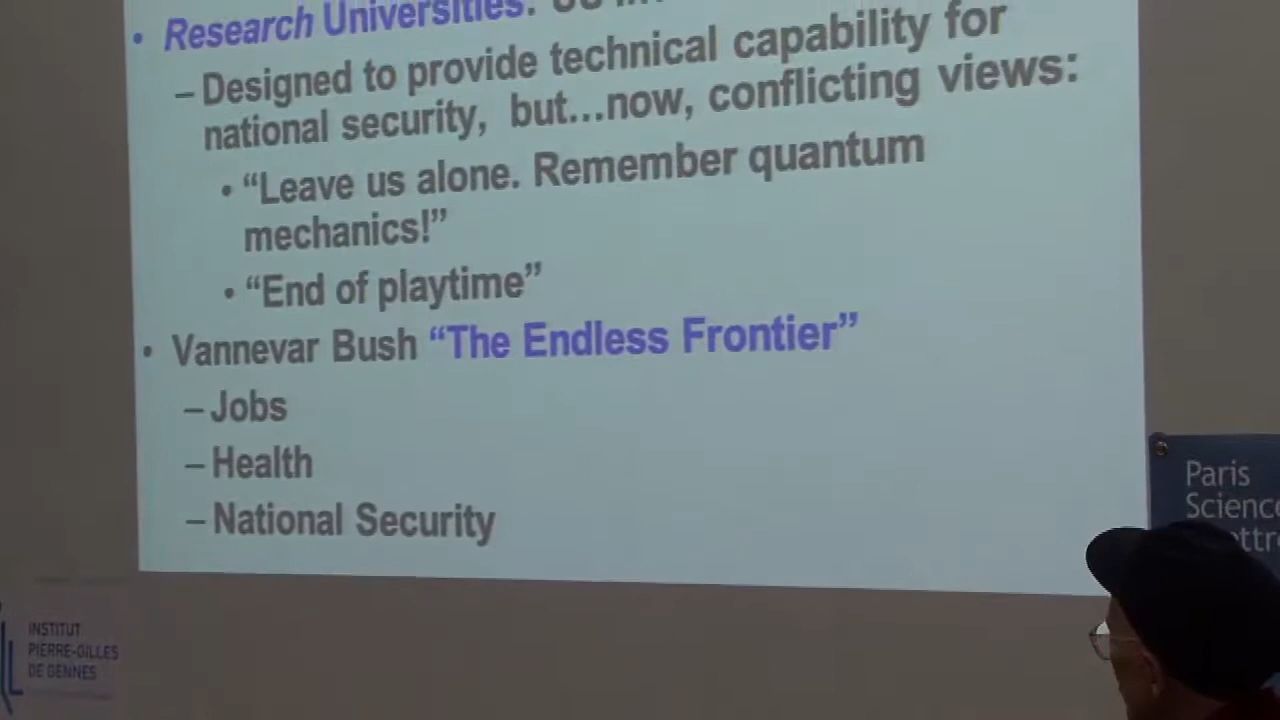 • Research Universities:
– Designed to provide technical capability for
national security, but...now, conflicting views:
• “Leave us alone. Remember quantum
mechanics!”
• “End of playtime”
• Vannevar Bush “The Endless Frontier”
– Jobs
– Health
– National Security
Paris
Scienc
ttr
INSTITUT
PIERRE-GILLES
DE GENNES